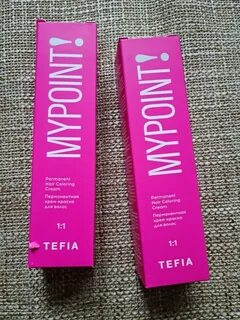 MYPOINT!
Permanent
Hair Coloring
Cream
Перманентная
крем-краска
для волос
1:1
TEFIA
MYPOINT!
Permanent
Hair Coloring
Cream
Перманентная
крем-краска
для волос
1:1
TEFIA